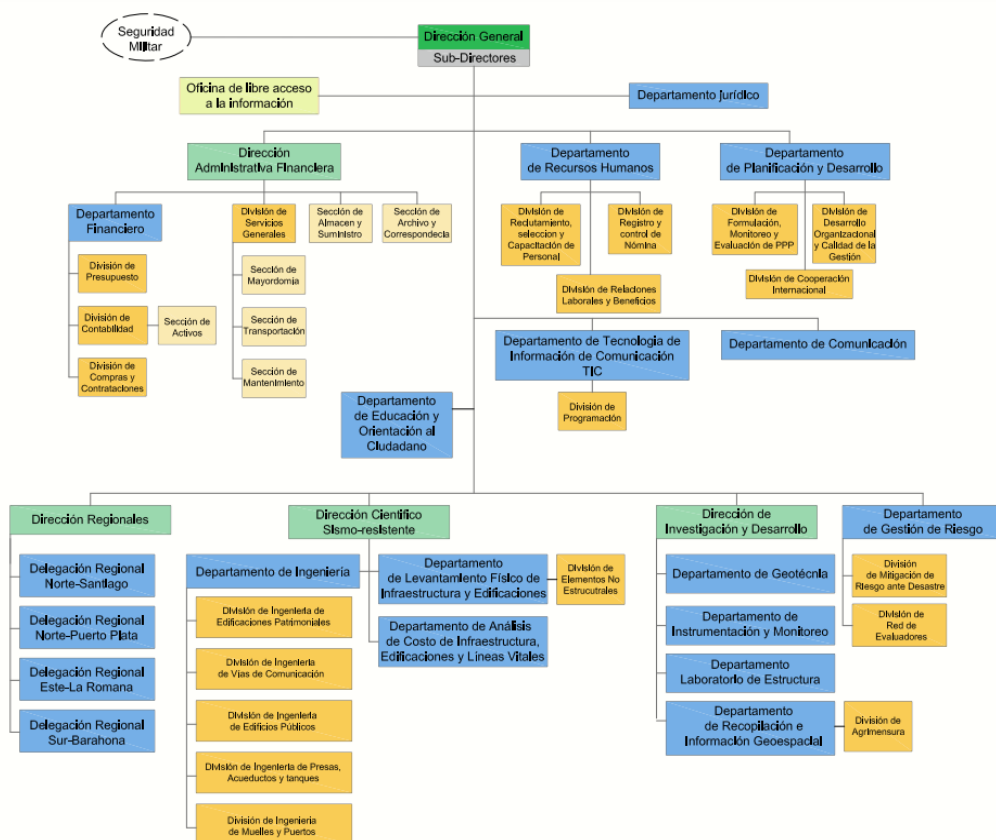 Seguridad
Militar
Dirección General
Sub-Directores
Oficina de libre acceso
a la información
Departamento jurídico
Dirección
Administrativa Financiera
Departamento
de Recursos Humanos
Departamento
de Planificación y Desarrollo
Departamento
Financiero
División de
Servicios
Generales
Sección de
Almacen y
Suministro
Sección de
Archivo y
Correspondecia
División de
Reclutamiento,
seleccion y
Capacitación de
Personal
División de
Registro y
control de
Nómina
División de
Formulación,
Monitoreo y
Evaluación de PPP
División de
Desarrollo
Organizacional
y Calidad de la
Gestión
División de
Presupuesto
Sección de
Mayordomía
División de Relaciones
Laborales y Beneficios
División de Cooperación
Internacional
División de
Contabilidad
Sección de
Activos
Sección de
Transportación
División de
Compras y
Contrataciones
Sección de
Mantenimiento
Departamento de Tecnologia de
Información de Comunicación
TIC
Departamento de Comunicación
División de
Programación
Departamento
de Educación y
Orientación al
Ciudadano
Dirección Regionales
Dirección Cientifico
Sismo-resistente
Dirección de
Investigación y Desarrollo
Departamento
de Gestión de Riesgo
Delegación Regional
Norte-Santiago
Delegación Regional
Norte-Puerto Plata
Delegación Regional
Este-La Romana
Delegación Regional
Sur-Barahona
Departamento de Ingeniería
División de Ingenieria de
Edificaciones Patrimoniales
División de Ingenieria
de Vias de Comunicación
División de Ingenieria
de Edificios Públicos
División de Ingenieria de Presas,
Acueductos y tanques
División de Ingenieria
de Muelles y Puertos
Departamento
de Levantamiento Físico de
Infraestructura y Edificaciones
División de
Elementos No
Estrucutrales
Departamento de Análisis
de Costo de Infraestructura,
Edificaciones y Líneas Vitales
Departamento de Geotécnia
Departamento de
Instrumentación y Monitoreo
Departamento
Laboratorio de Estructura
Departamento
de Recopilación e
Información Geoespacial
División de
Agrimensura
División
de Mitigación de
Riesgo ante Desastre
División de
Red de
Evaluadores